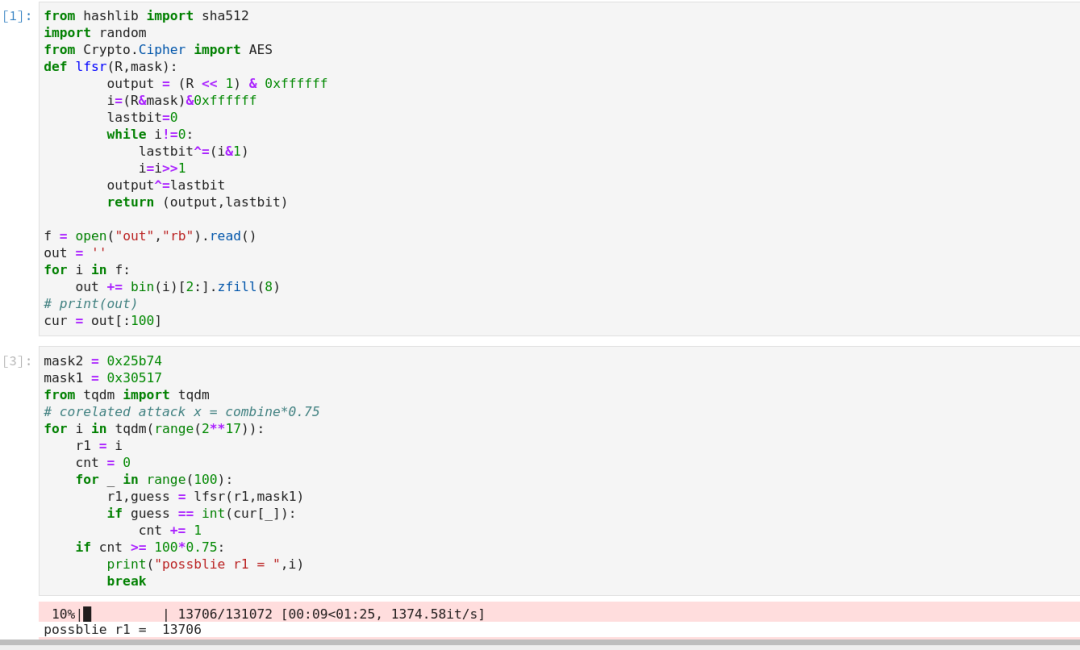 [1]: from hashlib import sha512
import random
from Crypto.Cipher import AES
def lfsr(R,mask):
        output = (R << 1) & 0xffffff
        i=(R&mask)&0xffffff
        lastbit=0
        while i!=0:
            lastbit^=(i&1)
            i=i>>1
        output^=lastbit
        return (output,lastbit)

f = open("out","rb").read()
out = ''
for i in f:
    out += bin(i)[2:].zfill(8)
# print(out)
cur = out[:100]
[3]: mask2 = 0x25b74
mask1 = 0x30517
from tqdm import tqdm
# corelated attack x = combine*0.75
for i in tqdm(range(2**17)):
    r1 = i
    cnt = 0
    for _ in range(100):
        r1,guess = lfsr(r1,mask1)
        if guess == int(cur[_]):
            cnt += 1
    if cnt >= 100*0.75:
        print("possblie r1 = ",i)
        break
10%|█         | 13706/131072 [00:09<01:25, 1374.58it/s]
possblie r1 =  13706